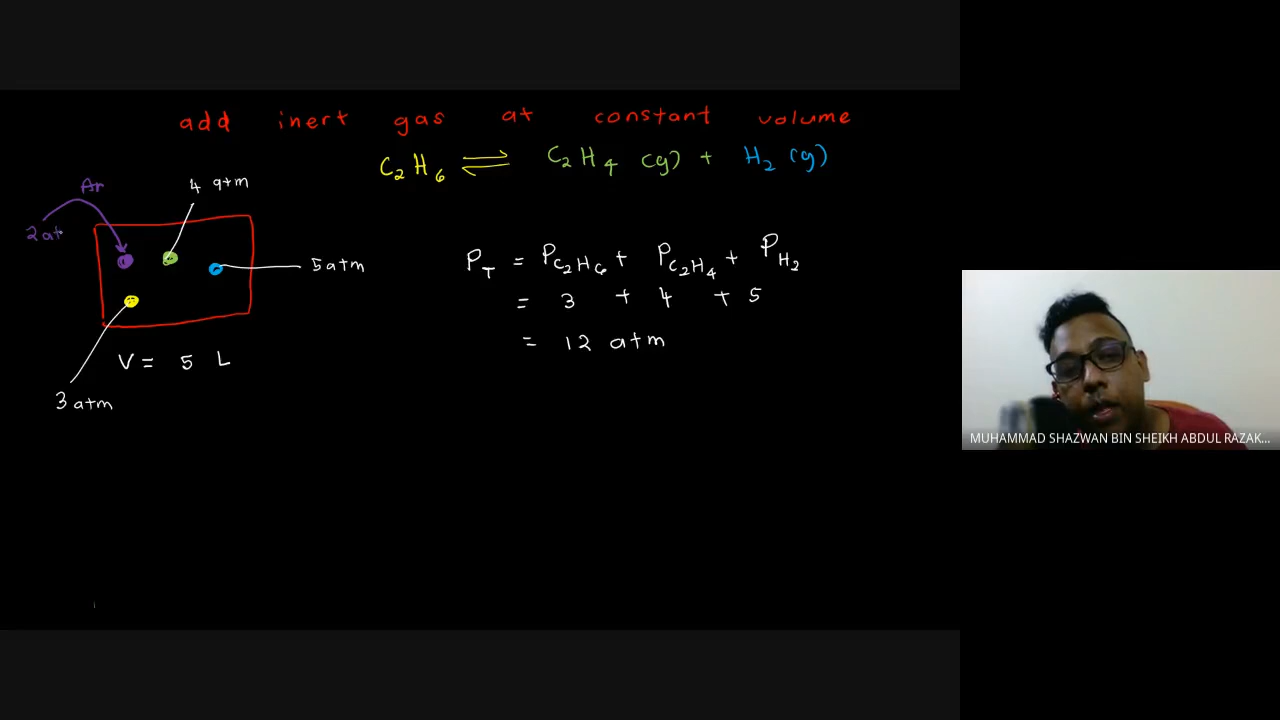 add inert gas at constant volume
C2H6 ⇌ C2H4 (g) + H2 (g)
Ar
4 atm
2 at
5 atm
V = 5 L
3 atm
PT = PC2H6 + PC2H4 + PH2
= 3 + 4 + 5
= 12 atm
MUHAMMAD SHAZWAN BIN SHEIKH ABDUL RAZAK...